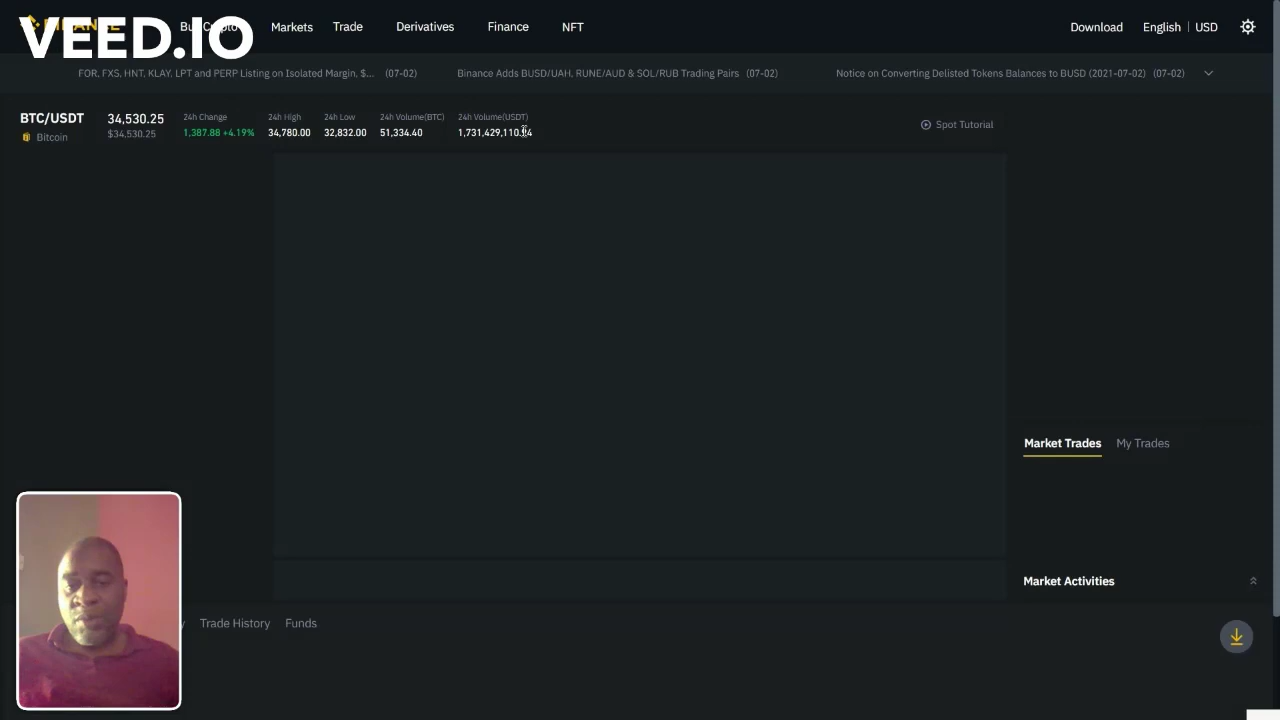 VEED.IO
Markets Trade Derivatives Finance NFT Download English | USD
FOR, FXS, HNT, KLAY, LPT and PERP Listing on Isolated Margin, $... (07-02) Binance Adds BUSD/UAH, RUNE/AUD & SOL/RUB Trading Pairs (07-02) Notice on Converting Delisted Tokens Balances to BUSD (2021-07-02) (07-02)
BTC/USDT 34,530.25 24h Change 24h High 24h Low 24h Volume(BTC) 24h Volume(USDT)
Bitcoin $34,530.25 1,387.88 +4.19% 34,780.00 32,832.00 51,334.40
Spot Tutorial
Market Trades My Trades
Market Activities
Trade History Funds